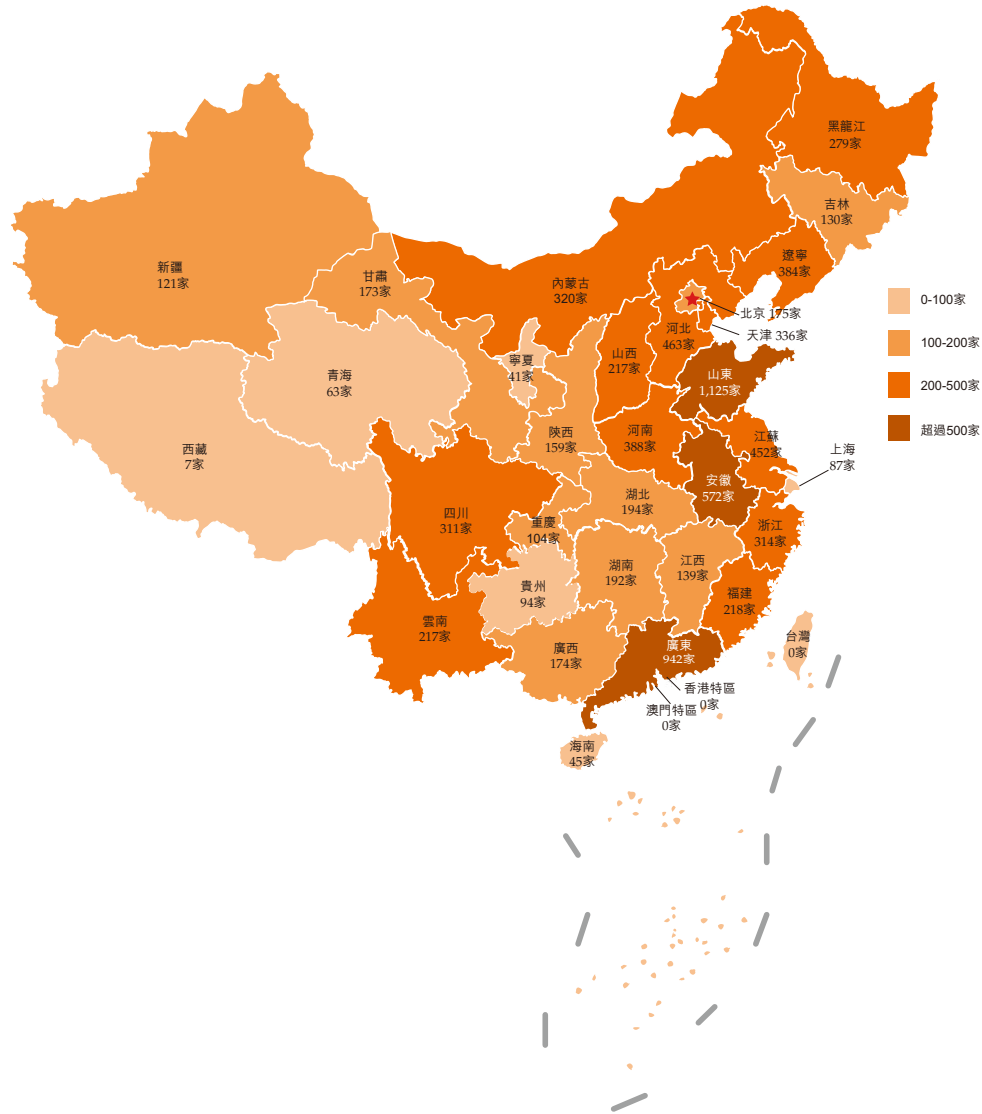 黑龍江
279家
吉林
130家
遼寧
384家
新疆
121家
甘肅
173家
內蒙古
320家
北京 175家
天津 336家
河北
463家
山西
217家
寧夏
41家
山東
1,125家
青海
63家
陝西
159家
河南
388家
江蘇
452家
上海
87家
西藏
7家
安徽
572家
湖北
194家
四川
311家
重慶
104家
浙江
314家
湖南
192家
江西
139家
貴州
94家
福建
218家
雲南
217家
台灣
0家
廣西
174家
廣東
942家
香港特區
0家
澳門特區
0家
海南
45家
0-100家
100-200家
200-500家
超過500家